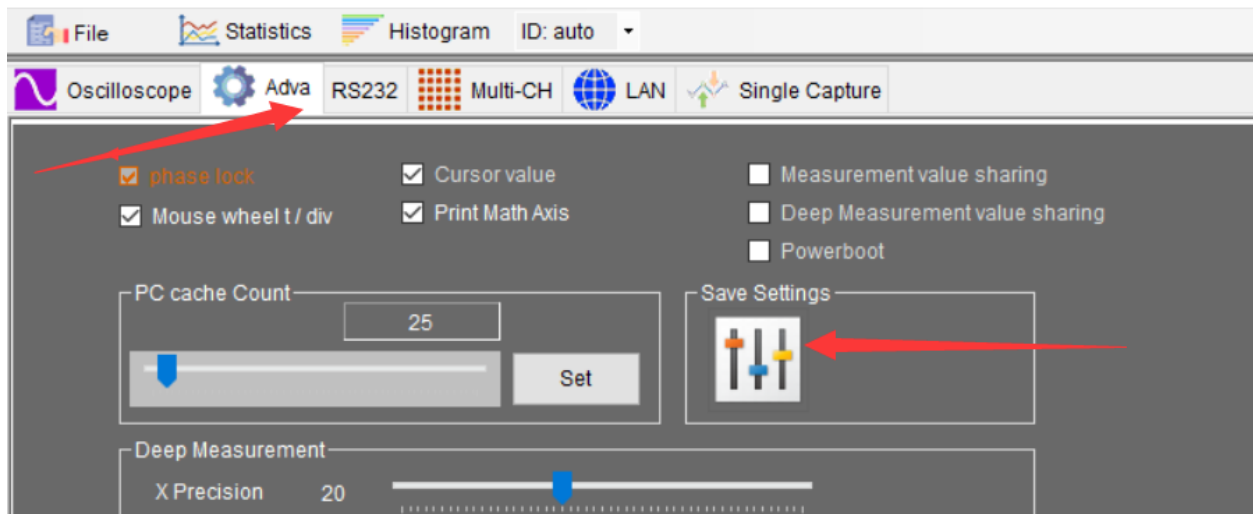 File Statistics Histogram ID: auto
Oscilloscope Adva RS232 Multi-CH LAN Single Capture
phase lock Cursor value Measurement value sharing
Mouse wheel t / div Print Math Axis Deep Measurement value sharing
Powerboot
PC cache Count Save Settings
25
Set
Deep Measurement
X Precision 20